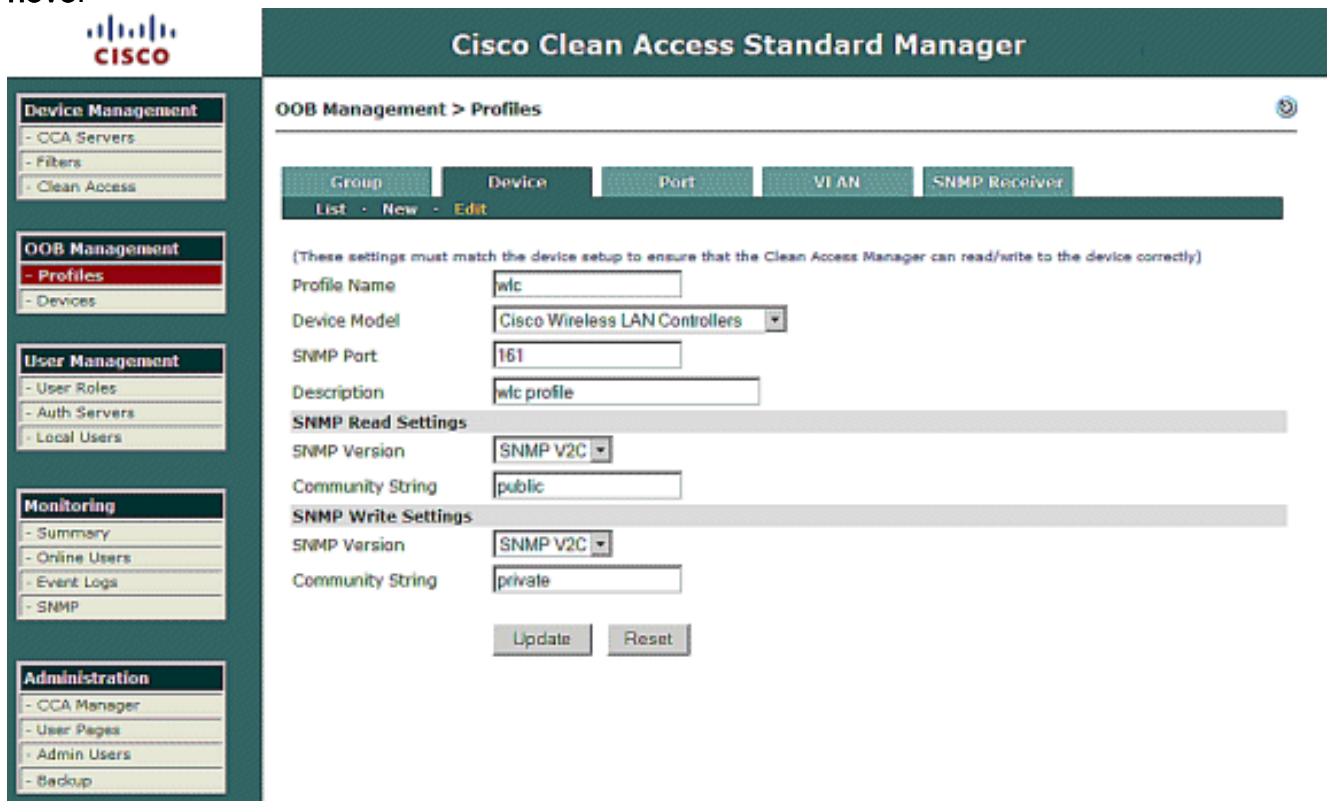 CISCO
Cisco Clean Access Standard Manager
Device Management
- CCA Servers
- Filters
- Clean Access
OOB Management
- Profiles
- Devices
User Management
- User Roles
- Auth Servers
- Local Users
Monitoring
- Summary
- Online Users
- Event Logs
- SNMP
Administration
- CCA Manager
- User Pages
- Admin Users
- Backup
OOB Management > Profiles
Group Device Port VLAN SNMP Receiver
List · New · Edit
(These settings must match the device setup to ensure that the Clean Access Manager can read/write to the device correctly)
Profile Name wlc
Device Model Cisco Wireless LAN Controllers
SNMP Port 161
Description wlc profile
SNMP Read Settings
SNMP Version SNMP V2C
Community String public
SNMP Write Settings
SNMP Version SNMP V2C
Community String private
Update Reset